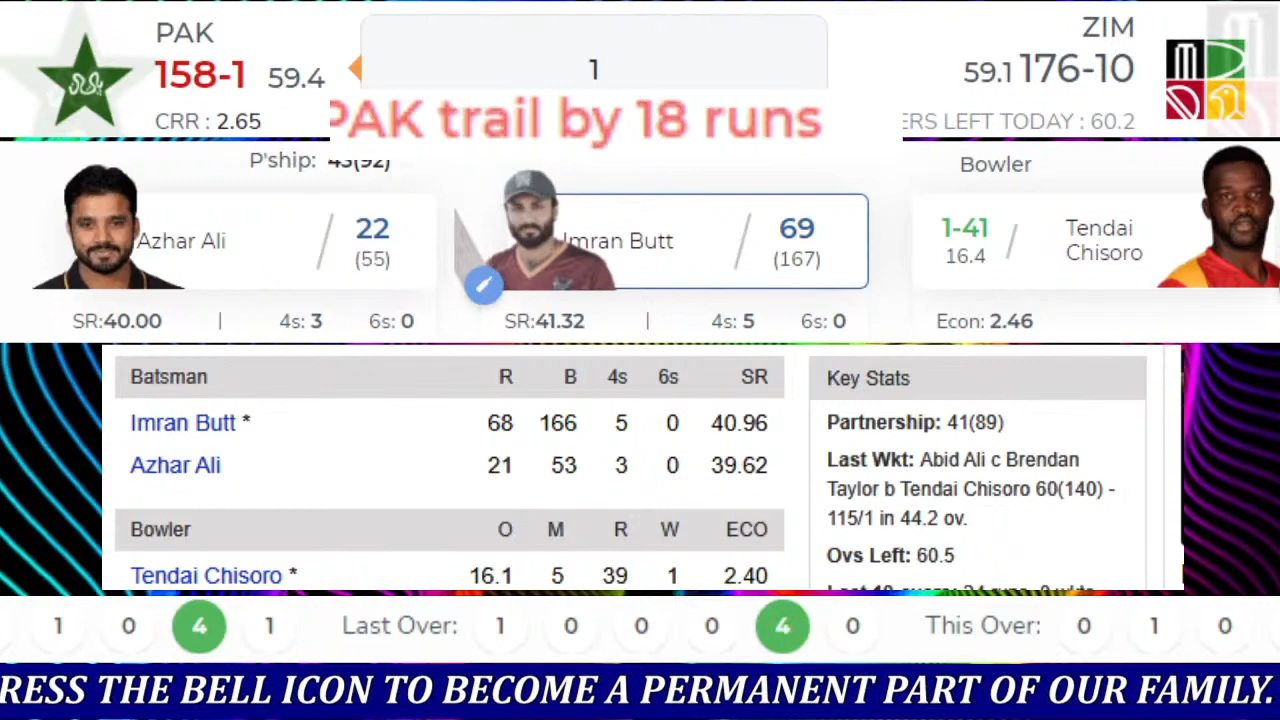 PAK
158-1 59.4
CRR : 2.65
1
PAK trail by 18 runs
ZIM
59.1 176-10
ERS LEFT TODAY : 60.2
P'ship: 43(92)
Azhar Ali
22
(55)
SR:40.00 | 4s: 3 6s: 0
Imran Butt
69
(167)
SR:41.32 | 4s: 5 6s: 0
Bowler
1-41
16.4
Tendai
Chisoro
Econ: 2.46
Batsman R B 4s 6s SR
Imran Butt * 68 166 5 0 40.96
Azhar Ali 21 53 3 0 39.62
Bowler O M R W ECO
Tendai Chisoro * 16.1 5 39 1 2.40
Key Stats
Partnership: 41(89)
Last Wkt: Abid Ali c Brendan
Taylor b Tendai Chisoro 60(140) -
115/1 in 44.2 ov.
Ovs Left: 60.5
1 0 4 1 Last Over: 1 0 0 0 4 0 This Over: 0 1 0
RESS THE BELL ICON TO BECOME A PERMANENT PART OF OUR FAMILY.